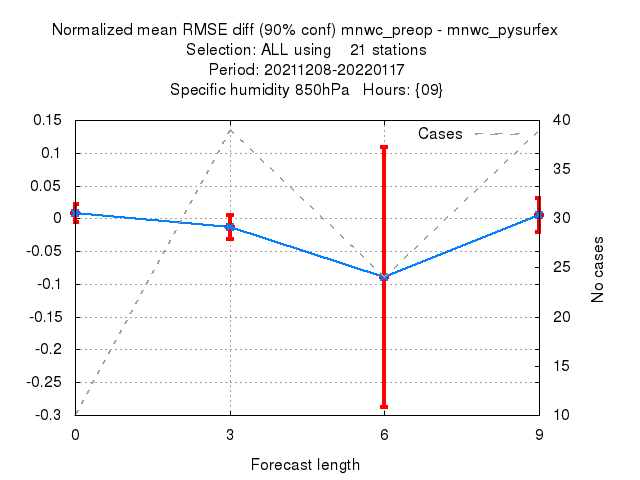 Normalized mean RMSE diff (90% conf) mnwc_preop - mnwc_pysurfex
Selection: ALL using    21 stations
Period: 20211208-20220117
Specific humidity 850hPa   Hours: {09}
Cases
0.15
0.1
0.05
0
-0.05
-0.1
-0.15
-0.2
-0.25
-0.3
40
35
30
25
20
15
10
No cases
0 3 6 9
Forecast length